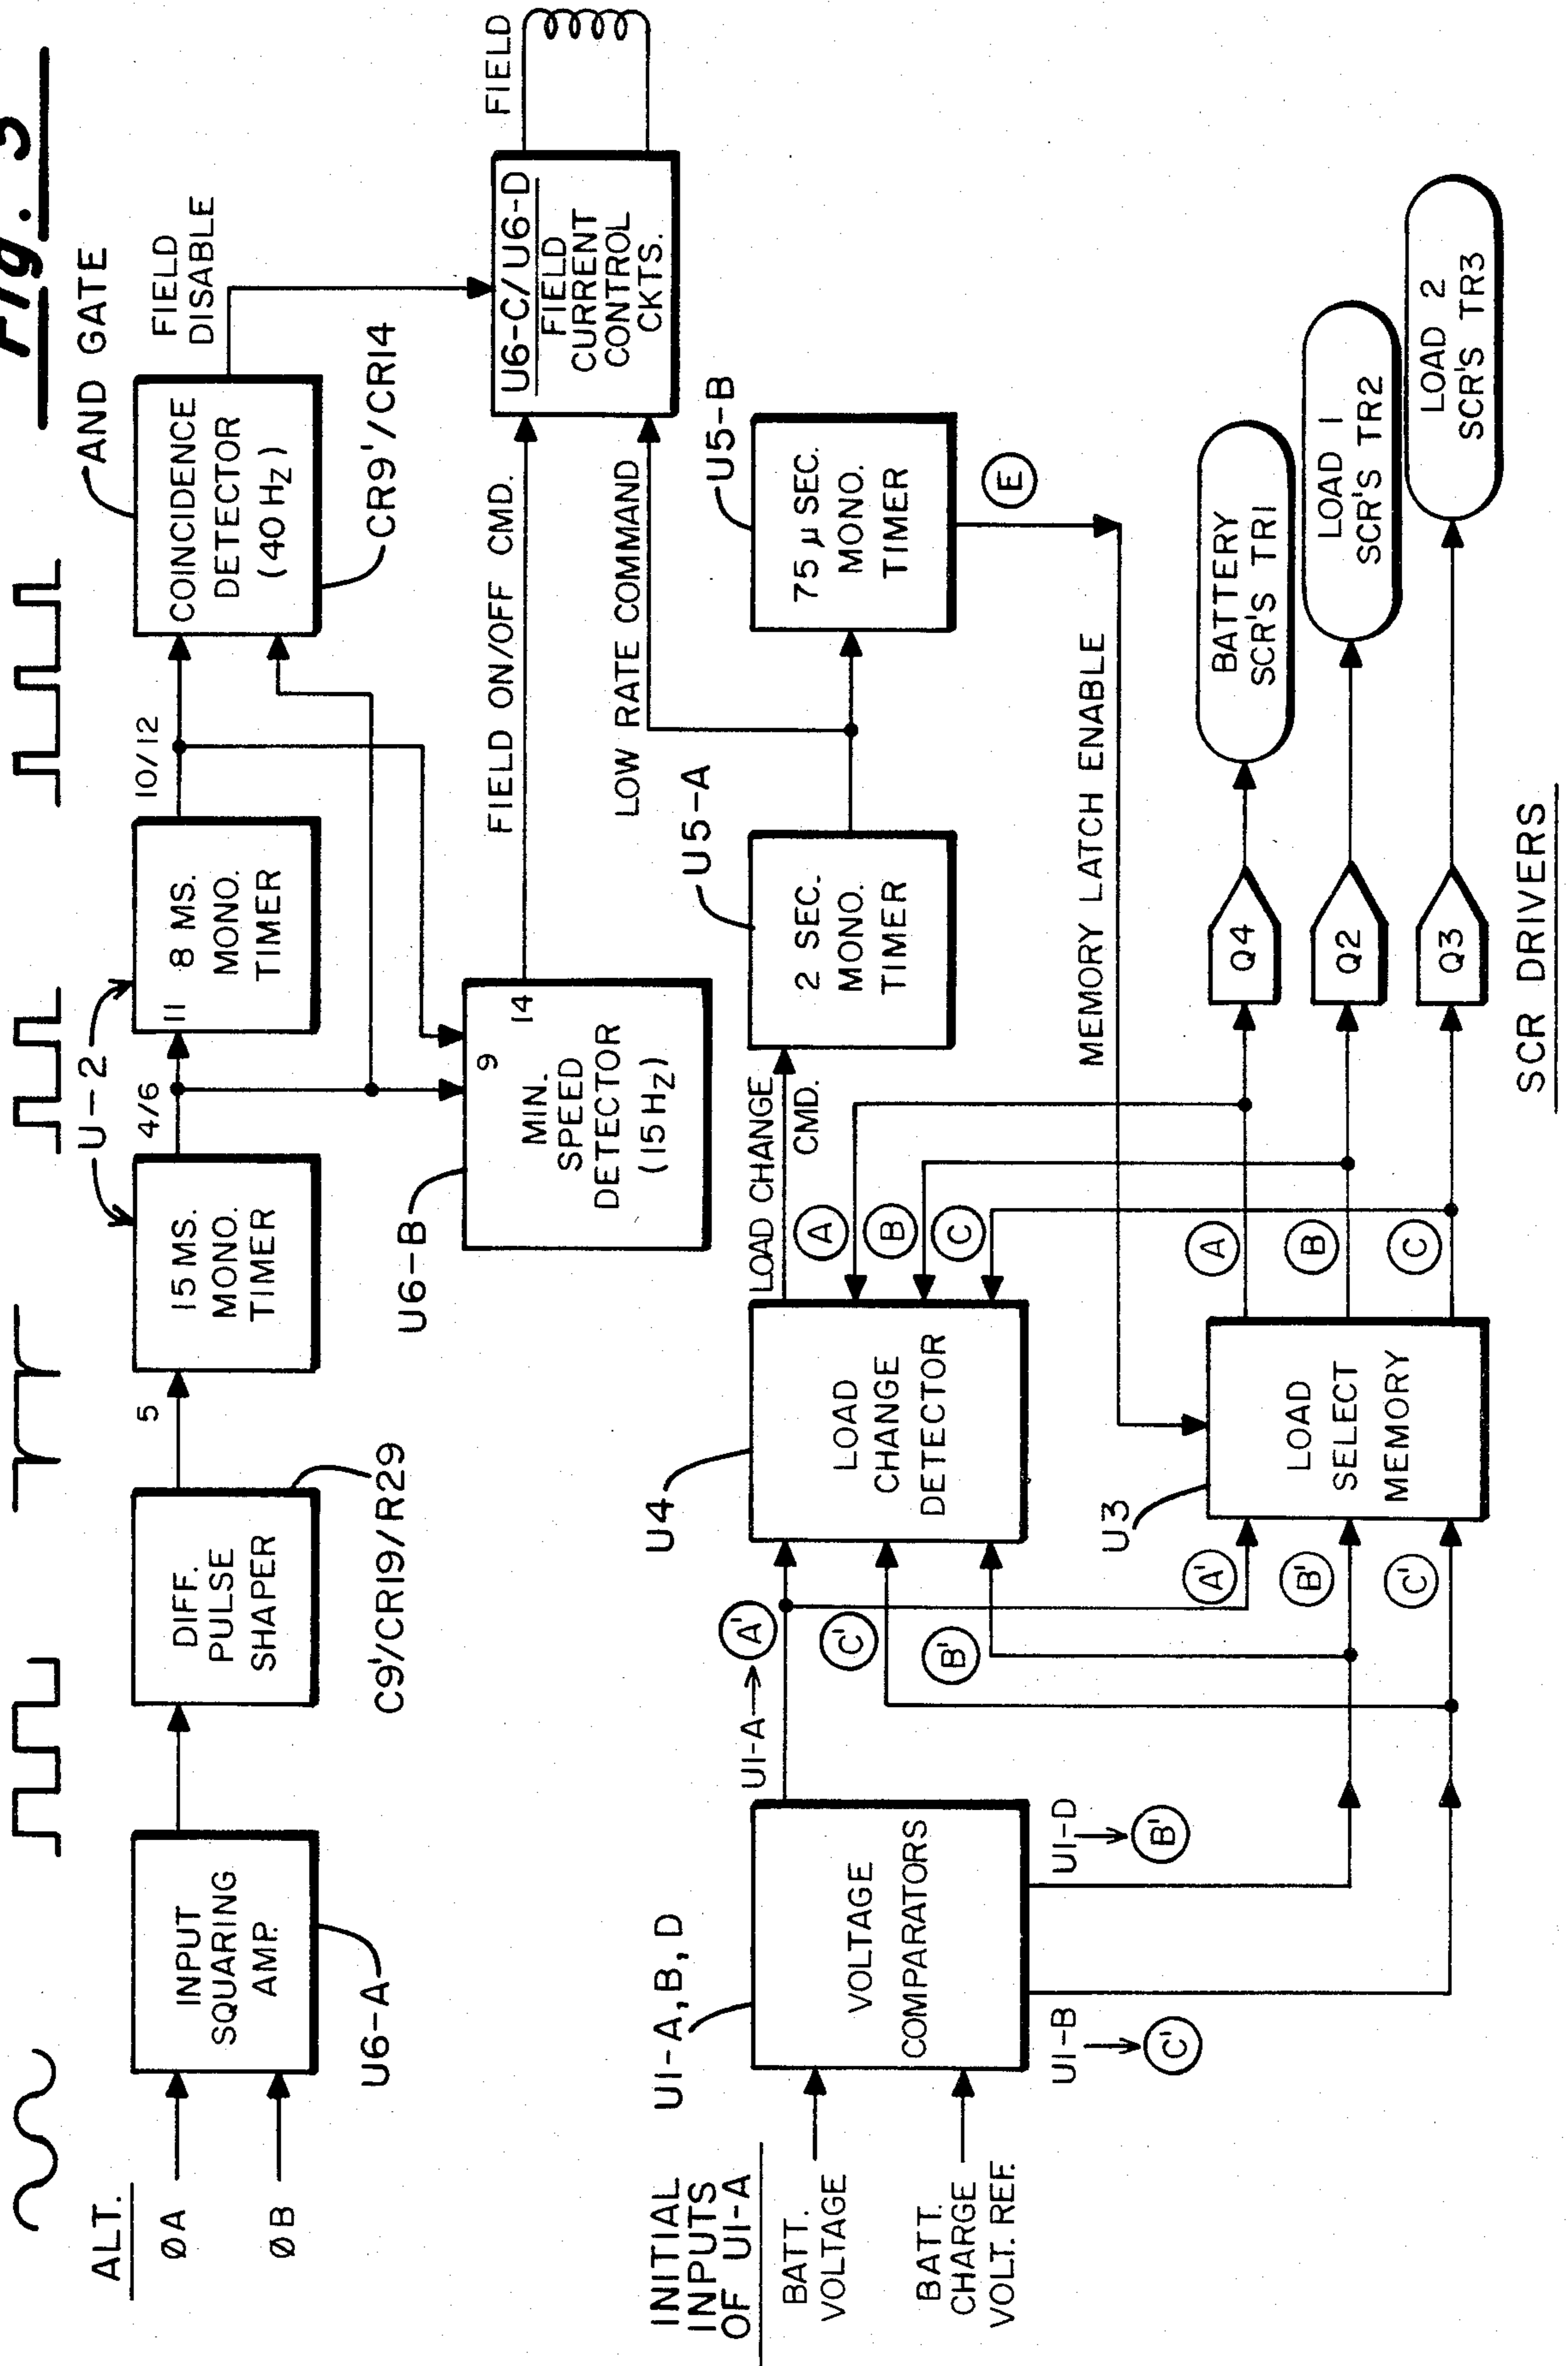 Fig. 3
ALT.
ØA
ØB
INPUT
SQUARING
AMP.
U6-A
DIFF.
PULSE
SHAPER
C9'/CR19/R29
5
15 MS.
MONO.
TIMER
U-2
4/6
11
8 MS.
MONO.
TIMER
10/12
COINCIDENCE
DETECTOR
(40 Hz)
AND GATE
CR9'/CR14
FIELD
DISABLE
U6-B
9
14
MIN.
SPEED
DETECTOR
(15 Hz)
FIELD ON/OFF CMD.
LOW RATE COMMAND
U6-C/U6-D
FIELD
CURRENT
CONTROL
CKTS.
FIELD
INITIAL
INPUTS
OF U1-A
BATT.
VOLTAGE
BATT.
CHARGE
VOLT. REF.
U1-A, B, D
VOLTAGE
COMPARATORS
U1-A→ A'
U1-D → B'
U1-B → C'
C'
B'
U4
LOAD
CHANGE
DETECTOR
LOAD CHANGE
CMD.
A
B
C
U5-A
2 SEC.
MONO.
TIMER
U5-B
75 µ SEC.
MONO.
TIMER
E
MEMORY LATCH ENABLE
U3
A'
B'
C'
LOAD
SELECT
MEMORY
A
B
C
Q4
Q2
Q3
SCR DRIVERS
BATTERY
SCR'S TR1
LOAD 1
SCR'S TR2
LOAD 2
SCR'S TR3